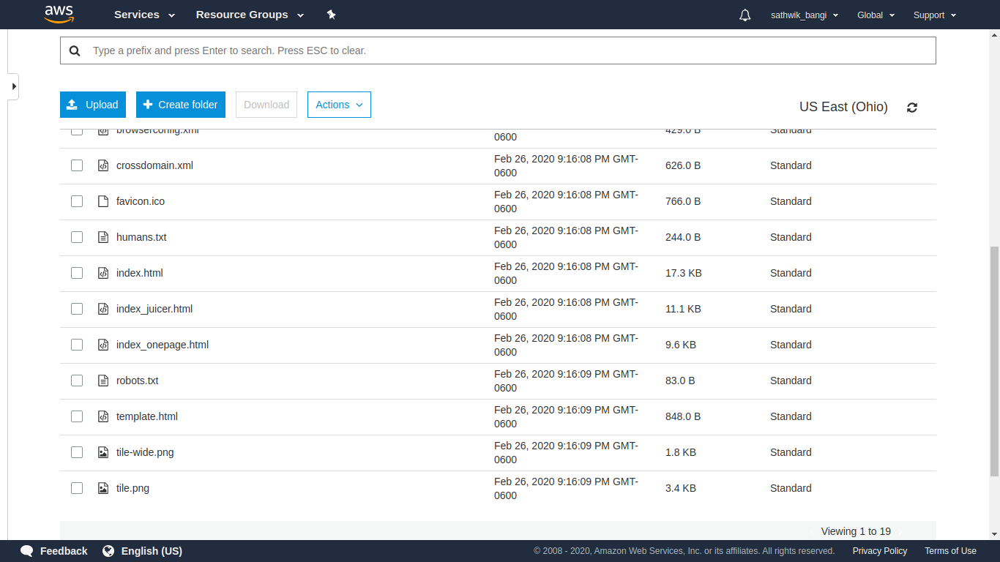 aws Services Resource Groups sathwik_bangi Global Support
Type a prefix and press Enter to search. Press ESC to clear.
Upload Create folder Download Actions US East (Ohio)
browserconfig.xml 429.0 B Standard
0600
Feb 26, 2020 9:16:08 PM GMT-
crossdomain.xml 626.0 B Standard
0600
Feb 26, 2020 9:16:08 PM GMT-
favicon.ico 766.0 B Standard
0600
Feb 26, 2020 9:16:08 PM GMT-
humans.txt 244.0 B Standard
0600
Feb 26, 2020 9:16:08 PM GMT-
index.html 17.3 KB Standard
0600
Feb 26, 2020 9:16:08 PM GMT-
index_juicer.html 11.1 KB Standard
0600
Feb 26, 2020 9:16:08 PM GMT-
index_onepage.html 9.6 KB Standard
0600
Feb 26, 2020 9:16:09 PM GMT-
robots.txt 83.0 B Standard
0600
Feb 26, 2020 9:16:09 PM GMT-
template.html 848.0 B Standard
0600
Feb 26, 2020 9:16:09 PM GMT-
tile-wide.png 1.8 KB Standard
0600
Feb 26, 2020 9:16:09 PM GMT-
tile.png 3.4 KB Standard
0600
Viewing 1 to 19
Feedback English (US) © 2008 - 2020, Amazon Web Services, Inc. or its affiliates. All rights reserved. Privacy Policy Terms of Use